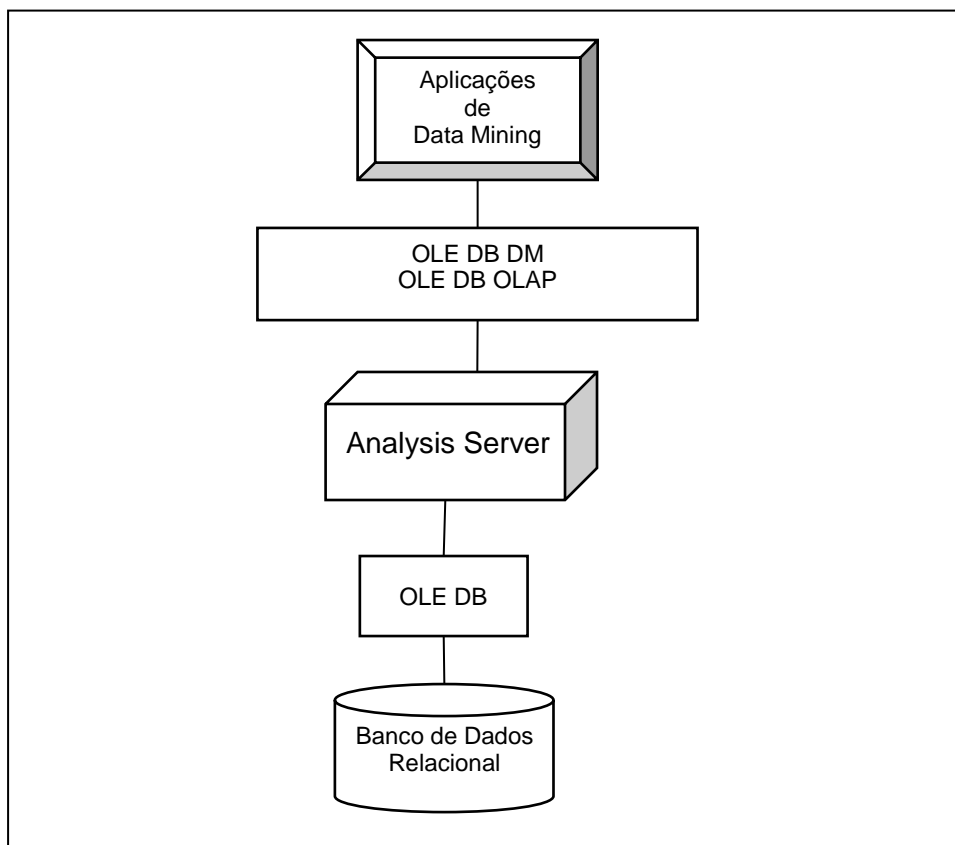 Aplicações
de
Data Mining
OLE DB DM
OLE DB OLAP
Analysis Server
OLE DB
Banco de Dados
Relacional